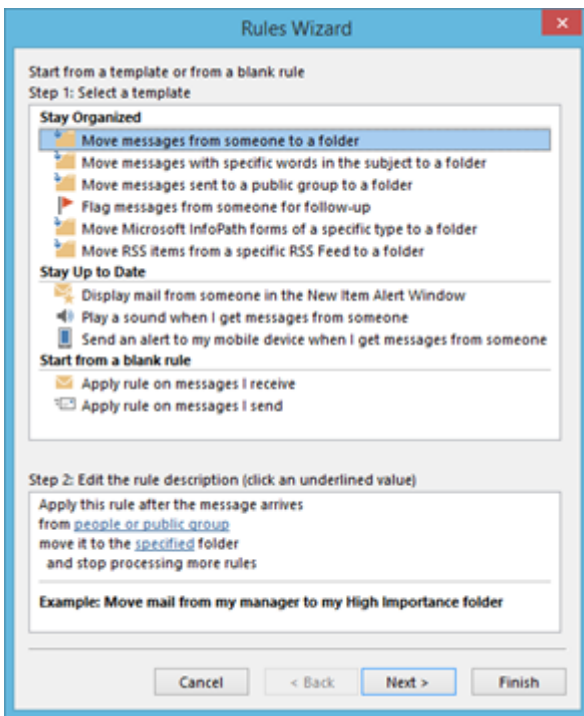 Rules Wizard
Start from a template or from a blank rule
Step 1: Select a template
Stay Organized
Move messages from someone to a folder
Move messages with specific words in the subject to a folder
Move messages sent to a public group to a folder
Flag messages from someone for follow-up
Move Microsoft InfoPath forms of a specific type to a folder
Move RSS items from a specific RSS Feed to a folder
Stay Up to Date
Display mail from someone in the New Item Alert Window
Play a sound when I get messages from someone
Send an alert to my mobile device when I get messages from someone
Start from a blank rule
Apply rule on messages I receive
Apply rule on messages I send
Step 2: Edit the rule description (click an underlined value)
Apply this rule after the message arrives
from people or public group
move it to the specified folder
and stop processing more rules
Example: Move mail from my manager to my High Importance folder
Cancel < Back Next > Finish